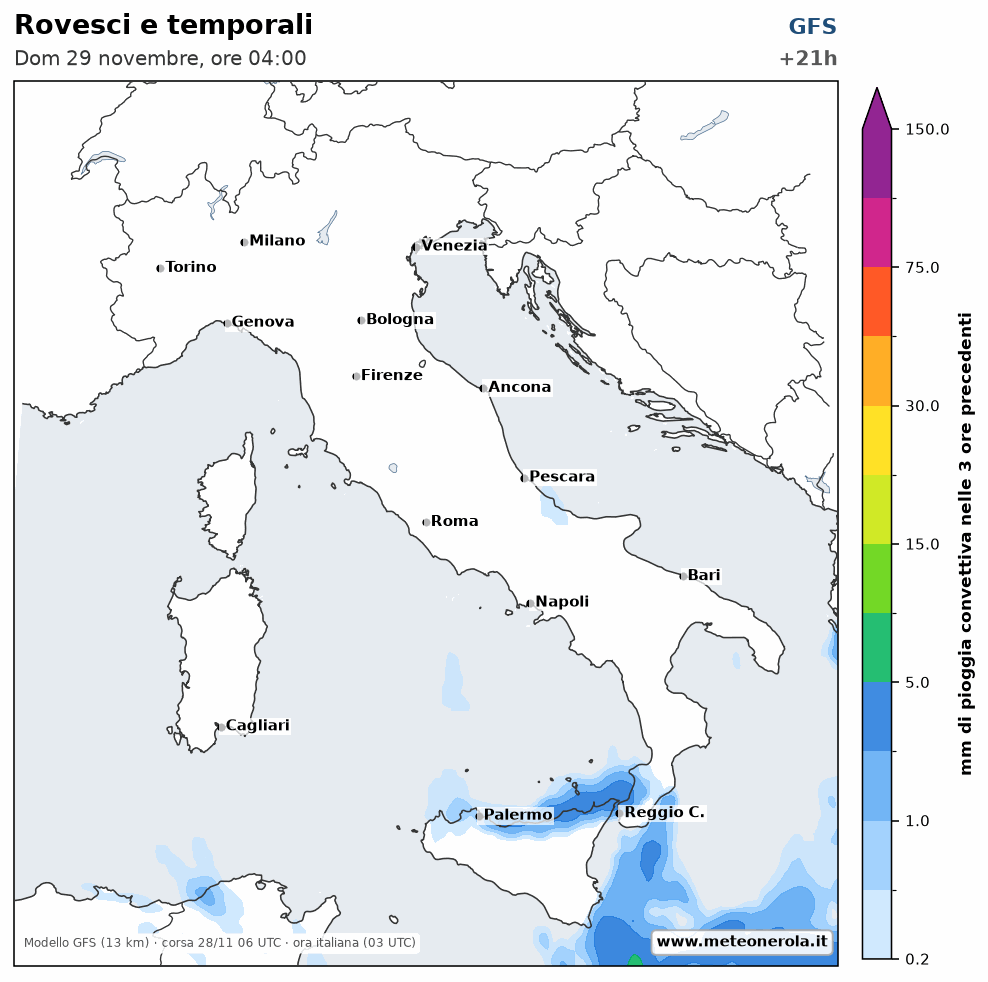 Rovesci e temporali
GFS
Dom 29 novembre, ore 04:00
+21h
150.0
75.0
30.0
15.0
5.0
1.0
0.2
mm di pioggia convettiva nelle 3 ore precedenti
Milano
Venezia
Torino
Genova
Bologna
Firenze
Ancona
Pescara
Roma
Bari
Napoli
Cagliari
Palermo
Reggio C.
Modello GFS (13 km) · corsa 28/11 06 UTC · ora italiana (03 UTC)
www.meteonerola.it